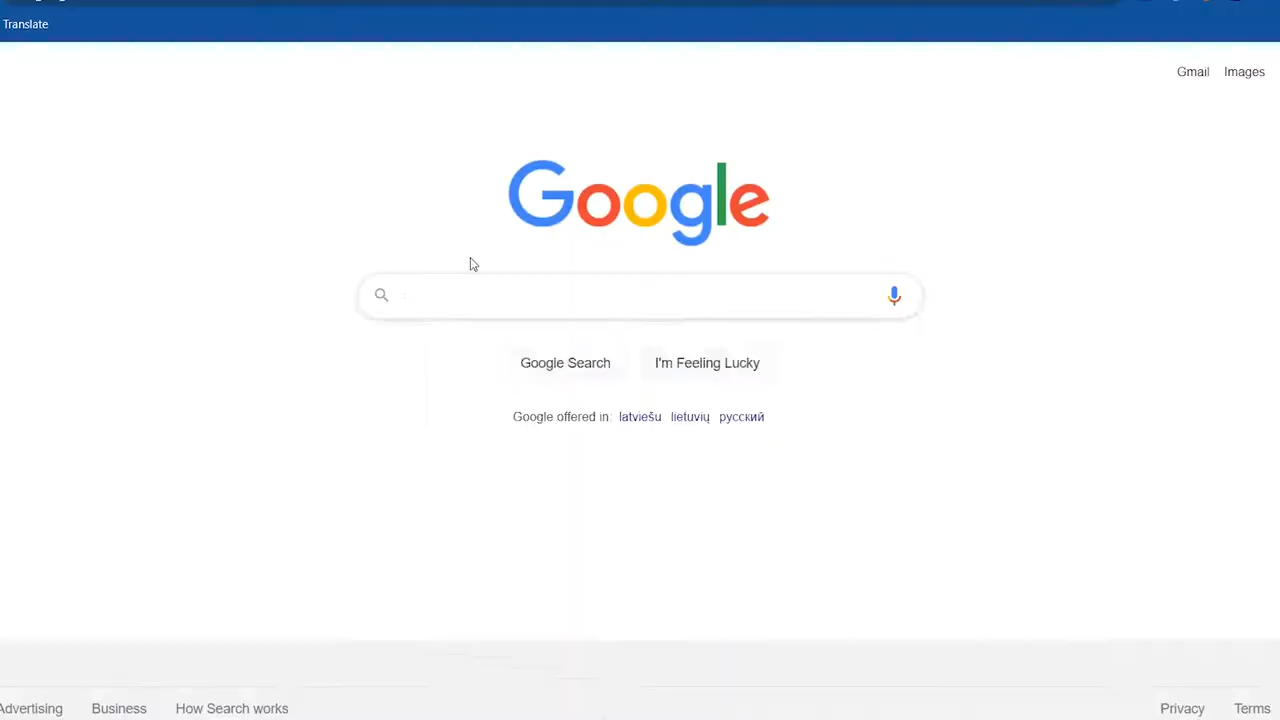 Translate
Gmail Images
Google
Google Search I'm Feeling Lucky
Google offered in: latviešu lietuvių русский
Advertising Business How Search works
Privacy Terms